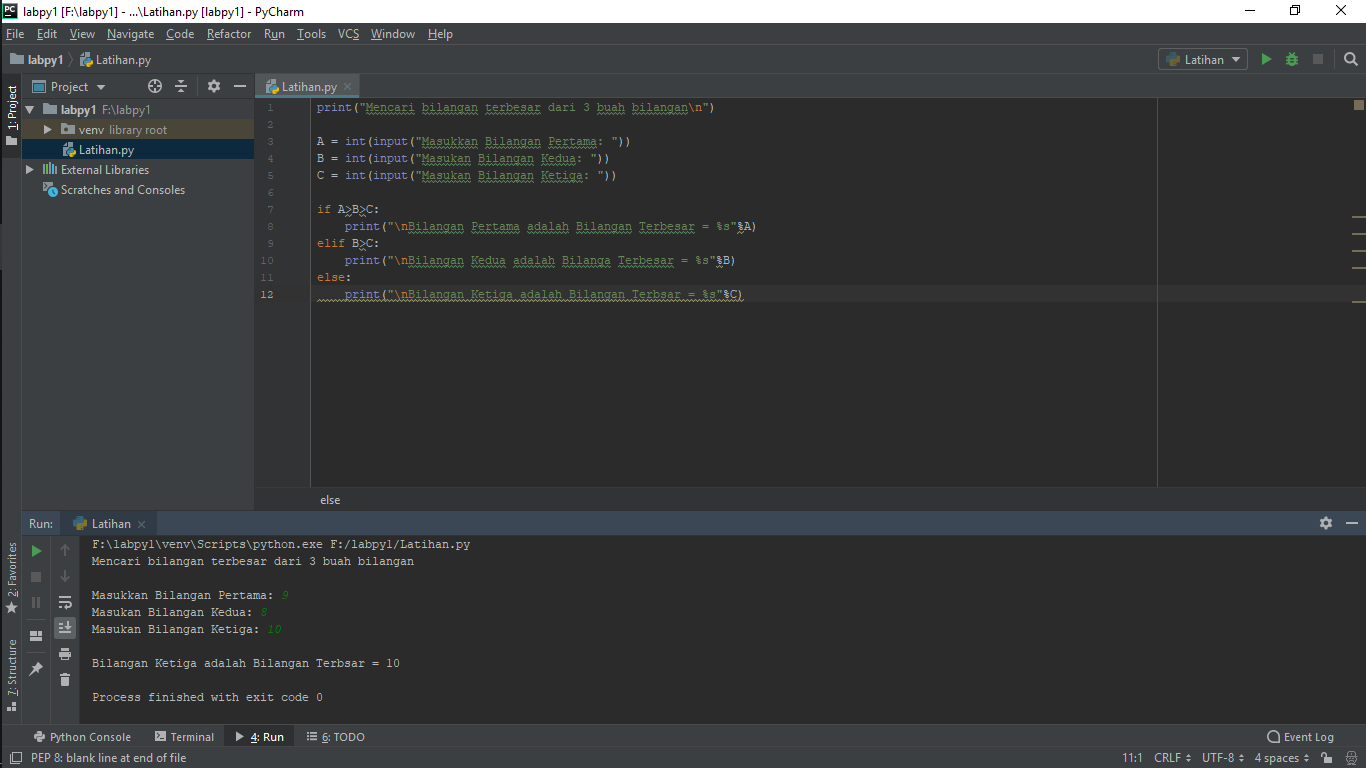 labpy1 [F:\labpy1] - ...\Latihan.py [labpy1] - PyCharm
File Edit View Navigate Code Refactor Run Tools VCS Window Help
labpy1 Latihan.py
Latihan
Project
Latihan.py
1: Project
labpy1 F:\labpy1
venv library root
Latihan.py
External Libraries
Scratches and Consoles
1 print("Mencari bilangan terbesar dari 3 buah bilangan\n")
2
3 A = int(input("Masukkan Bilangan Pertama: "))
4 B = int(input("Masukan Bilangan Kedua: "))
5 C = int(input("Masukan Bilangan Ketiga: "))
6
7 if A>B>C:
8     print("\nBilangan Pertama adalah Bilangan Terbesar = %s"%A)
9 elif B>C:
10     print("\nBilangan Kedua adalah Bilanga Terbesar = %s"%B)
11 else:
12     print("\nBilangan Ketiga adalah Bilangan Terbsar = %s"%C)
else
Run: Latihan
2: Favorites
7: Structure
F:\labpy1\venv\Scripts\python.exe F:/labpy1/Latihan.py
Mencari bilangan terbesar dari 3 buah bilangan
Masukkan Bilangan Pertama: 9
Masukan Bilangan Kedua: 8
Masukan Bilangan Ketiga: 10
Bilangan Ketiga adalah Bilangan Terbsar = 10
Process finished with exit code 0
Python Console Terminal 4: Run 6: TODO Event Log
PEP 8: blank line at end of file 11:1 CRLF UTF-8 4 spaces